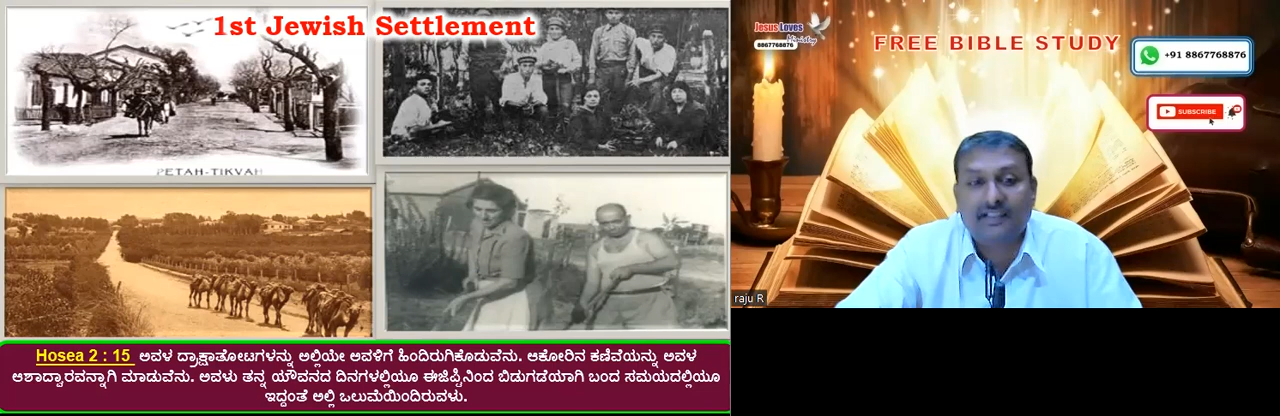 1st Jewish Settlement
PETAH-TIKVAH
Hosea 2 : 15 ಅವಳ ದ್ರಾಕ್ಷಾತೋಟಗಳನ್ನು ಅಲ್ಲಿಯೇ ಅವಳಿಗೆ ಹಿಂದಿರುಗಿಕೊಡುವೆನು. ಆಕೋರಿನ ಕಣಿವೆಯನ್ನು ಅವಳ
ಆಶಾದ್ವಾರವನ್ನಾಗಿ ಮಾಡುವೆನು. ಅವಳು ತನ್ನ ಯೌವನದ ದಿನಗಳಲ್ಲಿಯೂ ಈಜಿಪ್ಟಿನಿಂದ ಬಿಡುಗಡೆಯಾಗಿ ಬಂದ ಸಮಯದಲ್ಲಿಯೂ
ಇದ್ದಂತೆ ಅಲ್ಲಿ ಒಲುಮೆಯಿಂದಿರುವಳು.
Jesus Loves
Ministry
8867768876
FREE BIBLE STUDY
+91 8867768876
SUBSCRIBE
raju R